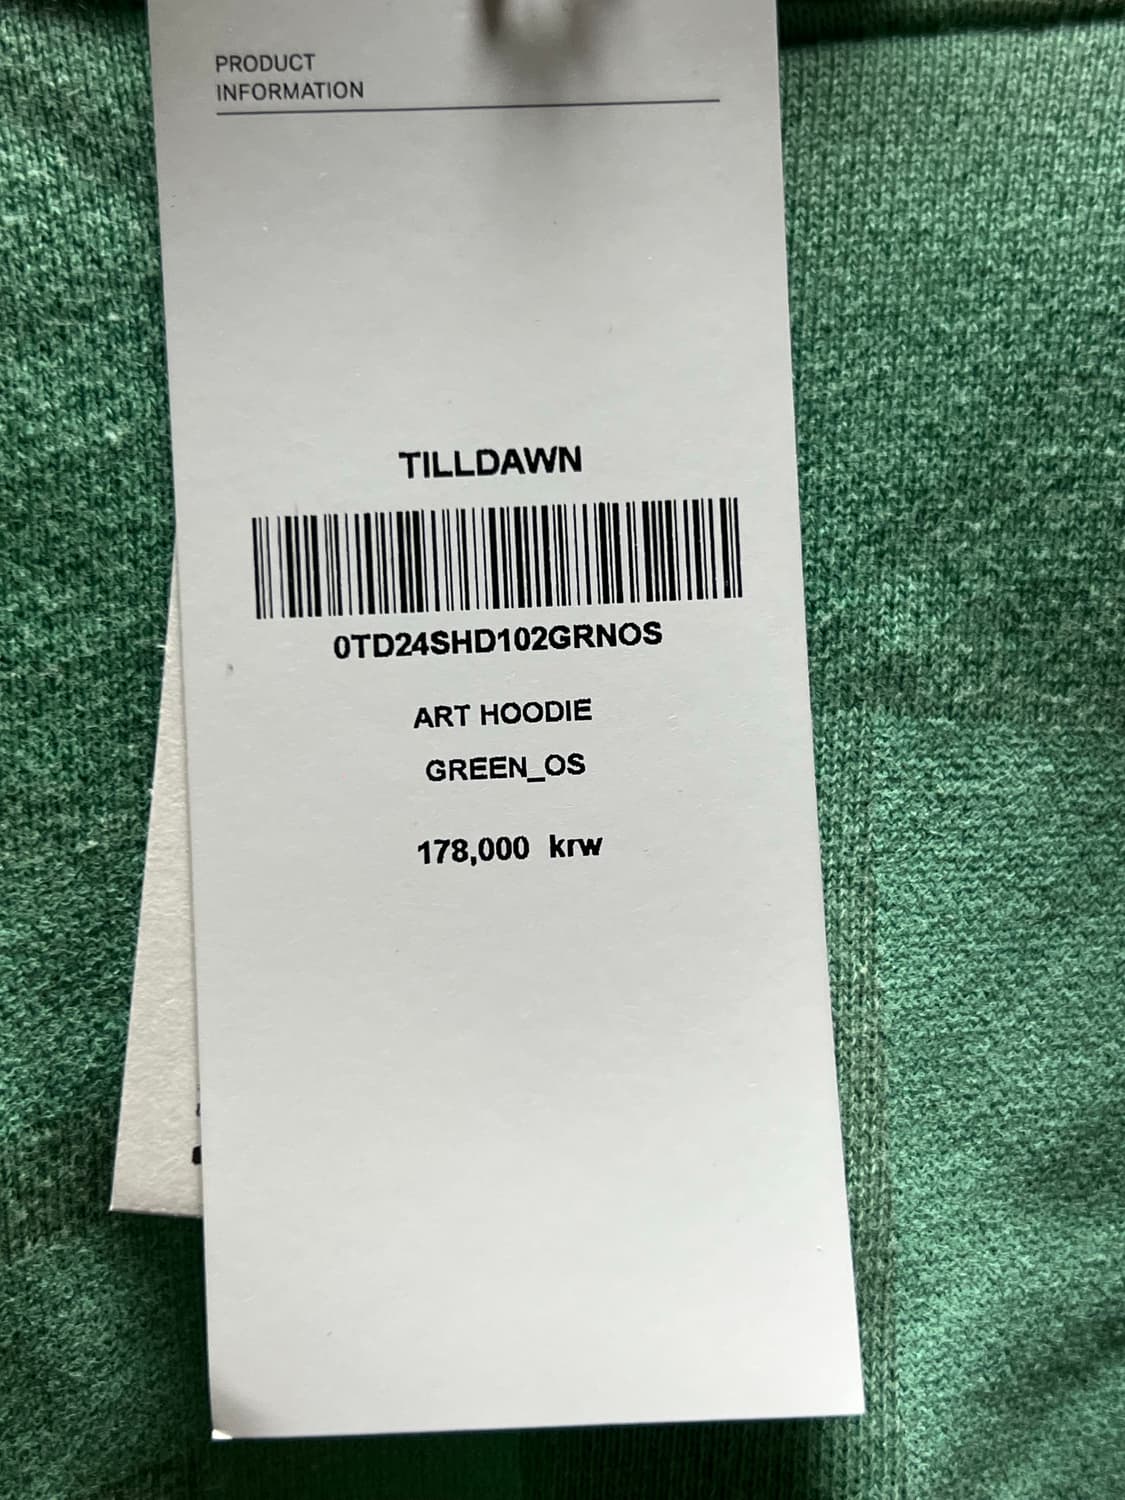 PRODUCT
INFORMATION
TILLDAWN
0TD24SHD102GRNOS
ART HOODIE
GREEN_OS
178,000 krw